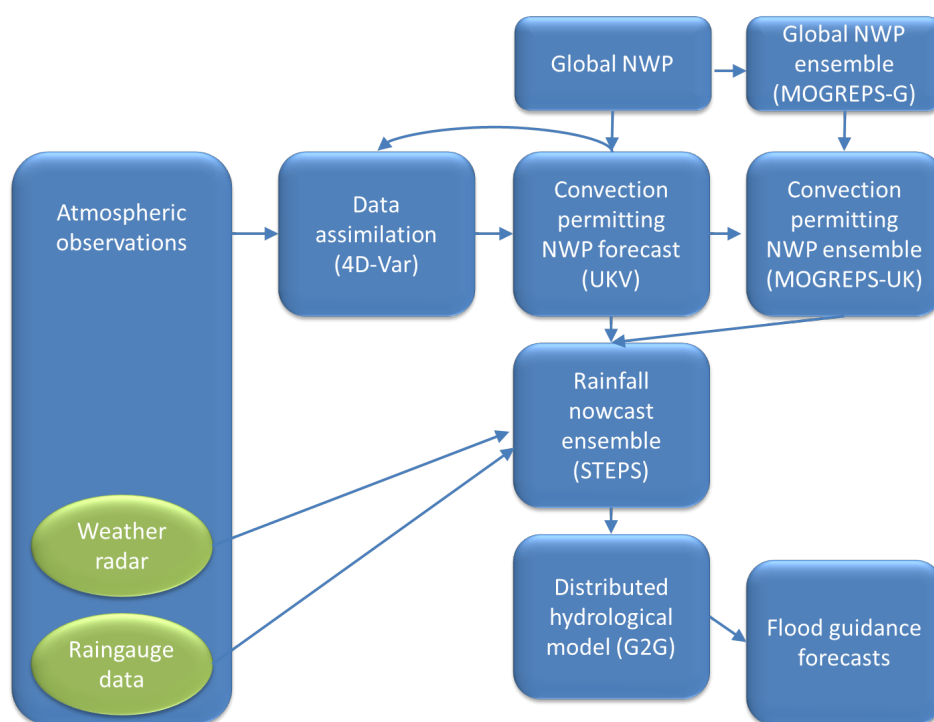 Global NWP
Global NWP
ensemble
(MOGREPS-G)
Atmospheric
observations
Data
assimilation
(4D-Var)
Convection
permitting
NWP forecast
(UKV)
Convection
permitting
NWP ensemble
(MOGREPS-UK)
Rainfall
nowcast
ensemble
(STEPS)
Weather
radar
Raingauge
data
Distributed
hydrological
model (G2G)
Flood guidance
forecasts